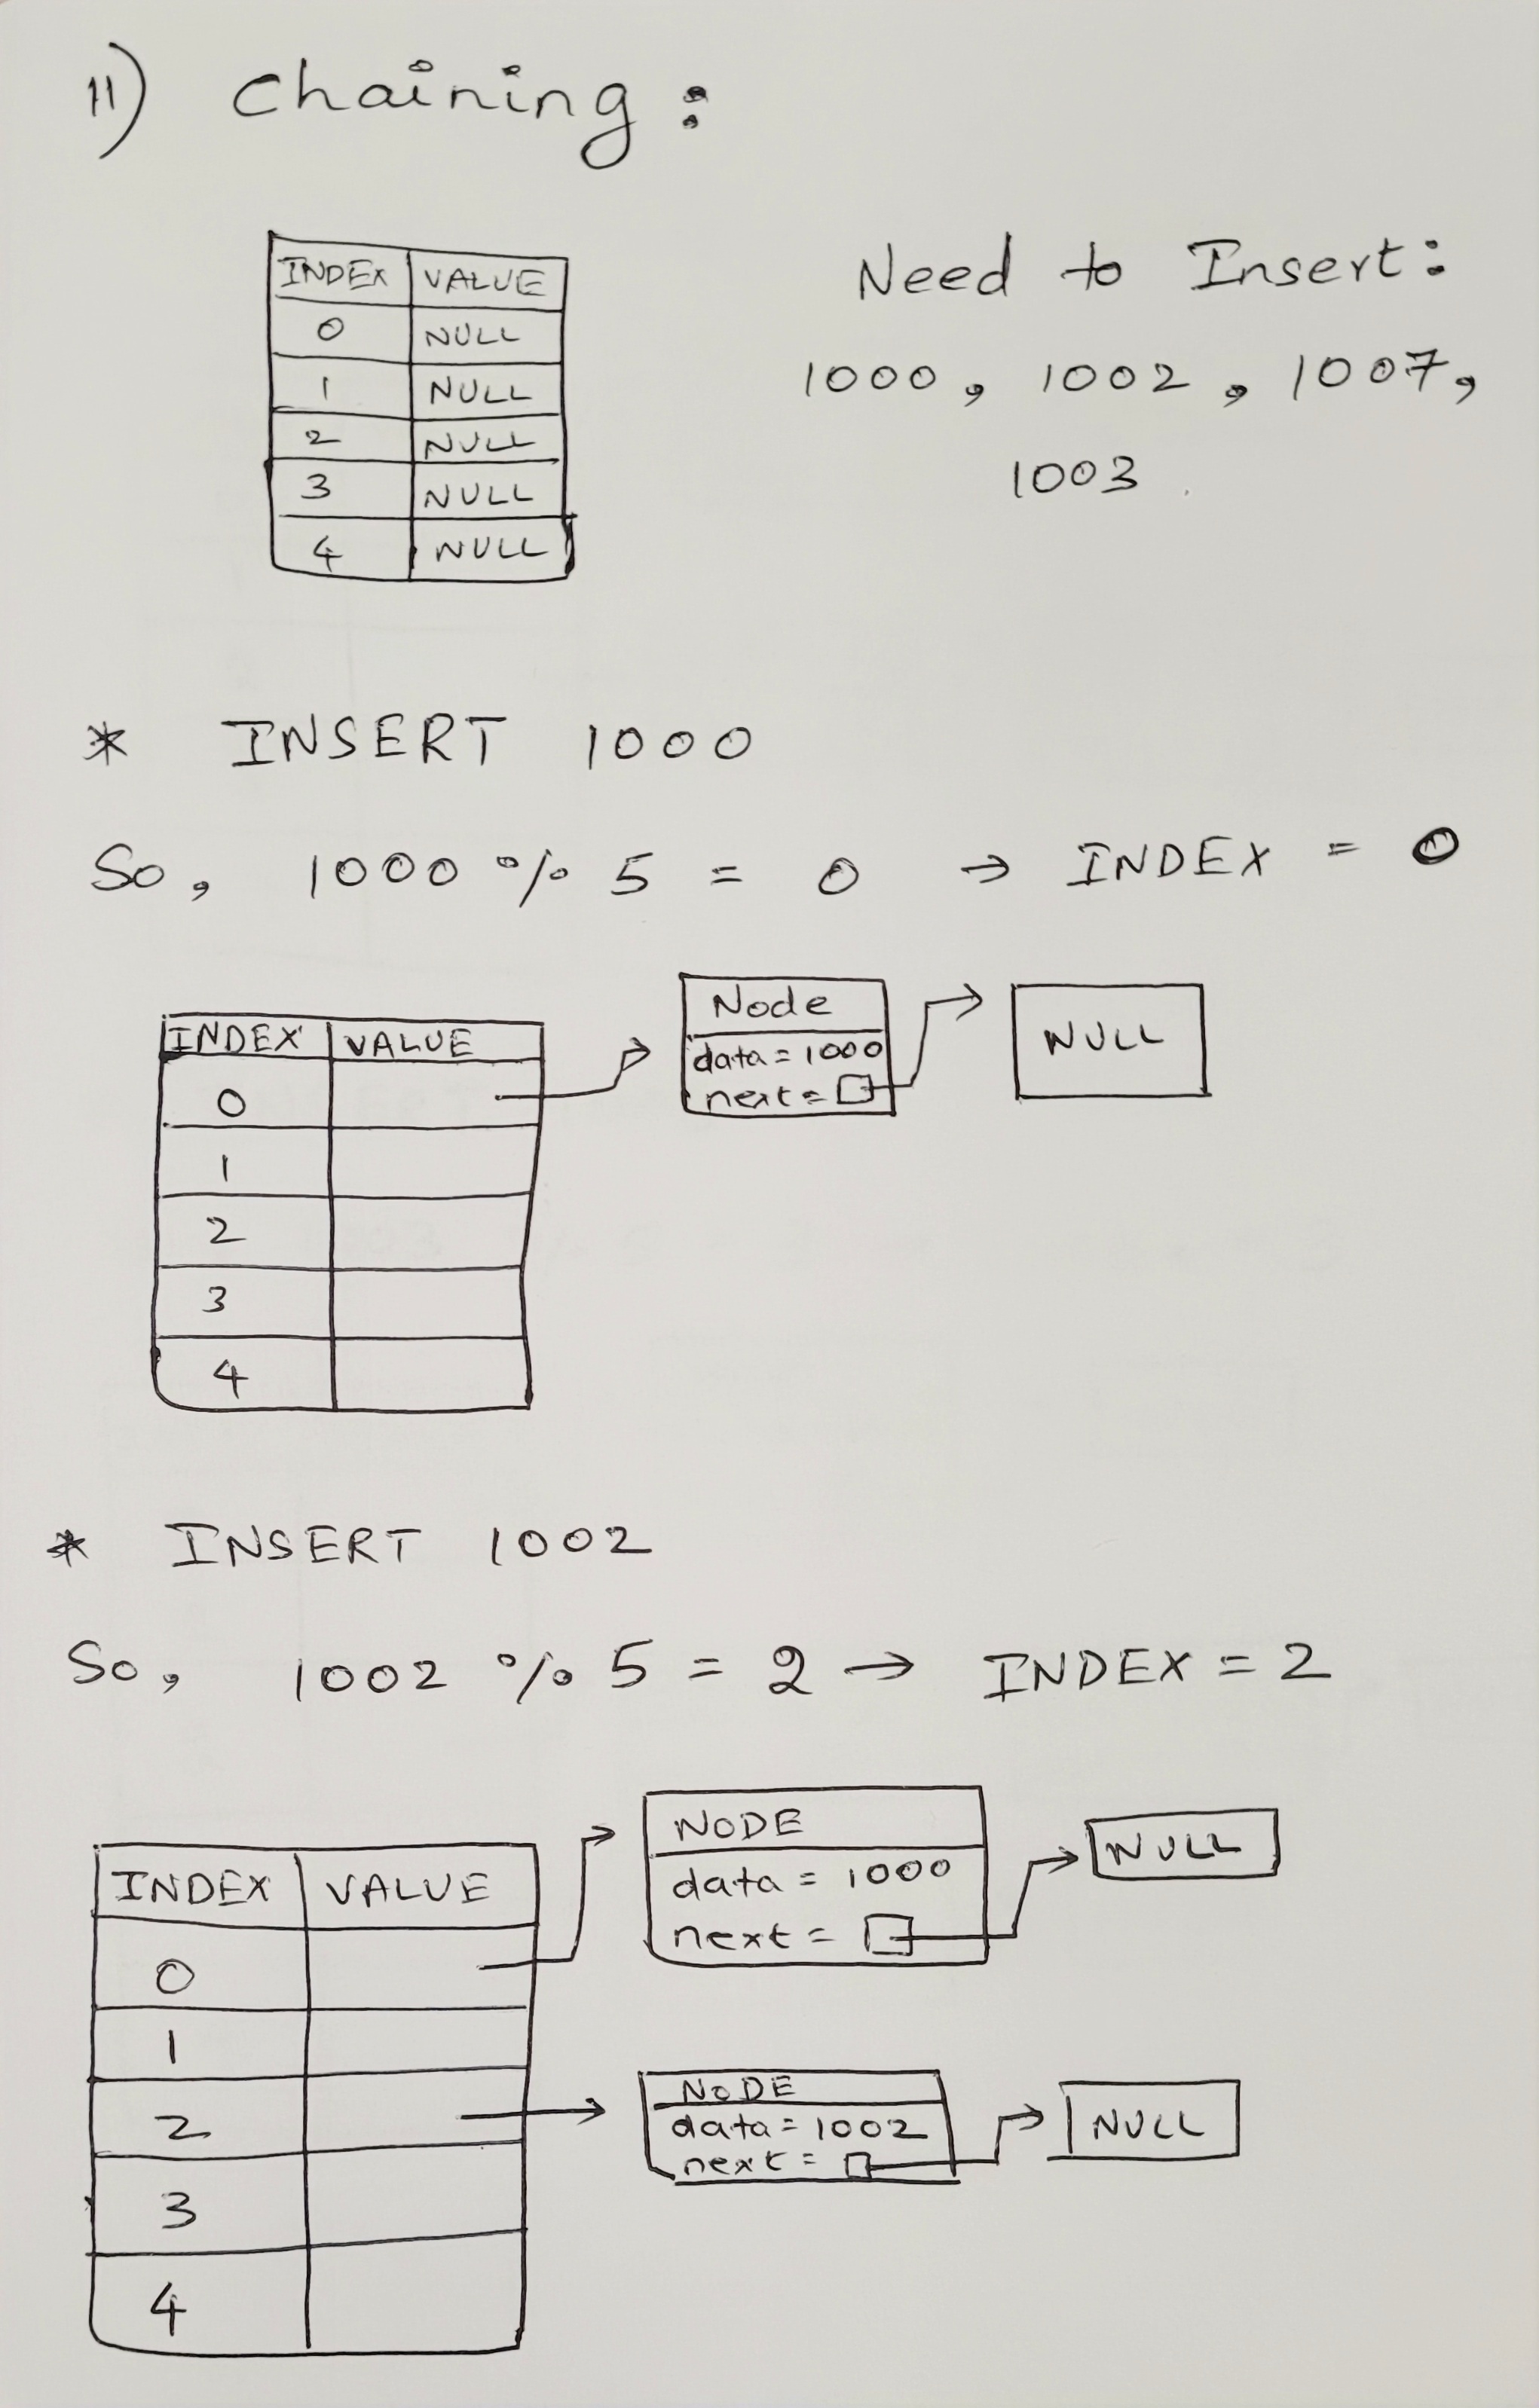 11) Chaining :
INDEX VALUE
0 NULL
1 NULL
2 NULL
3 NULL
4 NULL
Need to Insert :
1000, 1002, 1007,
1003
* INSERT 1000
So, 1000 % 5 = 0 → INDEX = 0
INDEX VALUE
0
1
2
3
4
Node
data = 1000
next =
NULL
* INSERT 1002
So, 1002 % 5 = 2 → INDEX = 2
INDEX VALUE
0
1
2
3
4
NODE
data = 1000
next =
NULL
NODE
data = 1002
next =
NULL